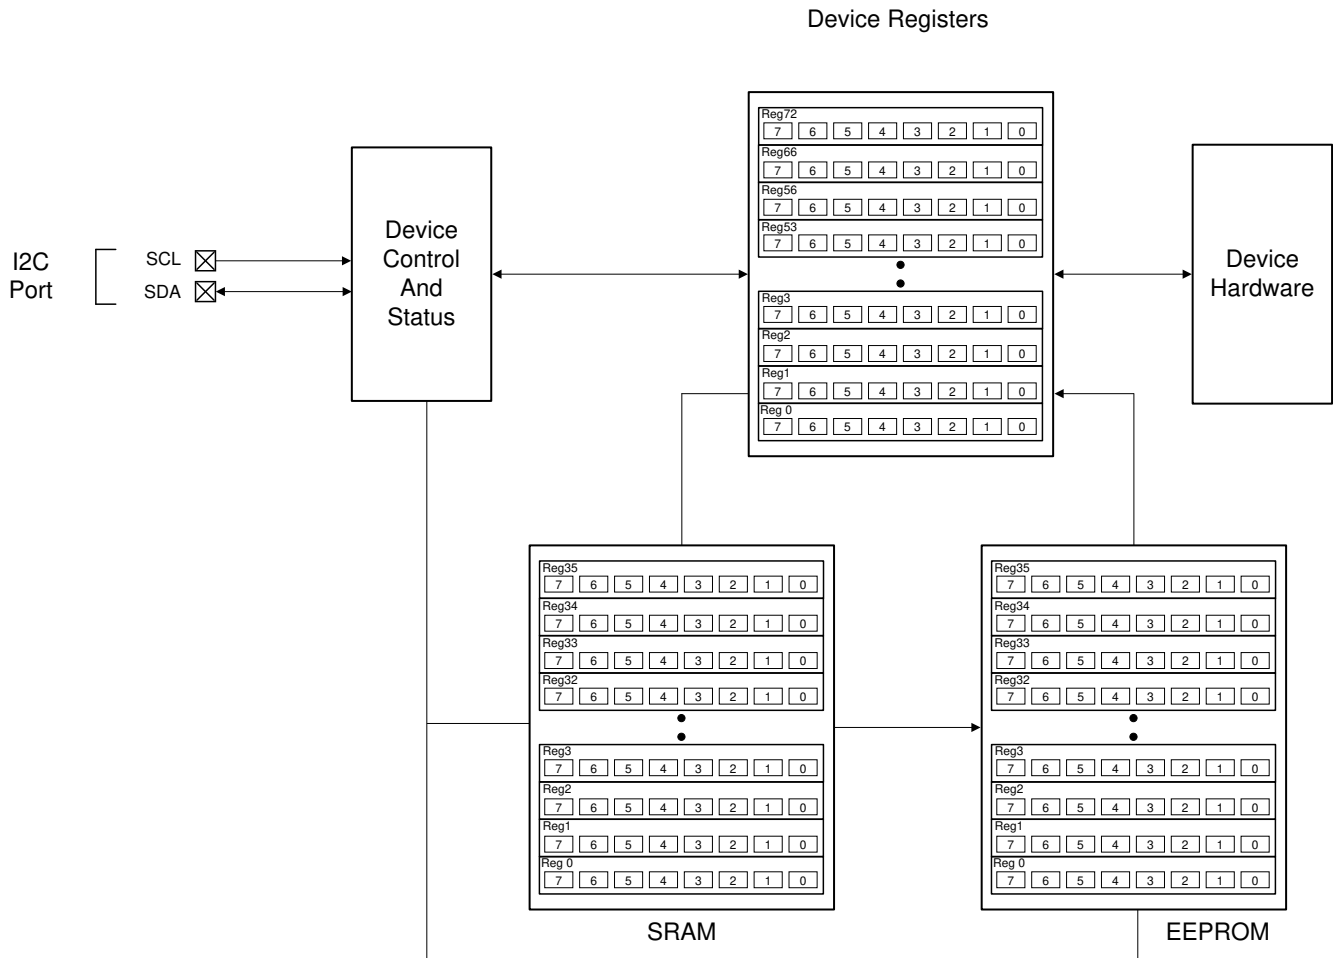 Device Registers
Reg72
7 6 5 4 3 2 1 0
Reg66
7 6 5 4 3 2 1 0
Reg56
7 6 5 4 3 2 1 0
Reg53
7 6 5 4 3 2 1 0
Reg3
7 6 5 4 3 2 1 0
Reg2
7 6 5 4 3 2 1 0
Reg1
7 6 5 4 3 2 1 0
Reg 0
7 6 5 4 3 2 1 0
I2C
Port
SCL
SDA
Device
Control
And
Status
Device
Hardware
Reg35
7 6 5 4 3 2 1 0
Reg34
7 6 5 4 3 2 1 0
Reg33
7 6 5 4 3 2 1 0
Reg32
7 6 5 4 3 2 1 0
Reg3
7 6 5 4 3 2 1 0
Reg2
7 6 5 4 3 2 1 0
Reg1
7 6 5 4 3 2 1 0
Reg 0
7 6 5 4 3 2 1 0
SRAM
Reg35
7 6 5 4 3 2 1 0
Reg34
7 6 5 4 3 2 1 0
Reg33
7 6 5 4 3 2 1 0
Reg32
7 6 5 4 3 2 1 0
Reg3
7 6 5 4 3 2 1 0
Reg2
7 6 5 4 3 2 1 0
Reg1
7 6 5 4 3 2 1 0
Reg 0
7 6 5 4 3 2 1 0
EEPROM